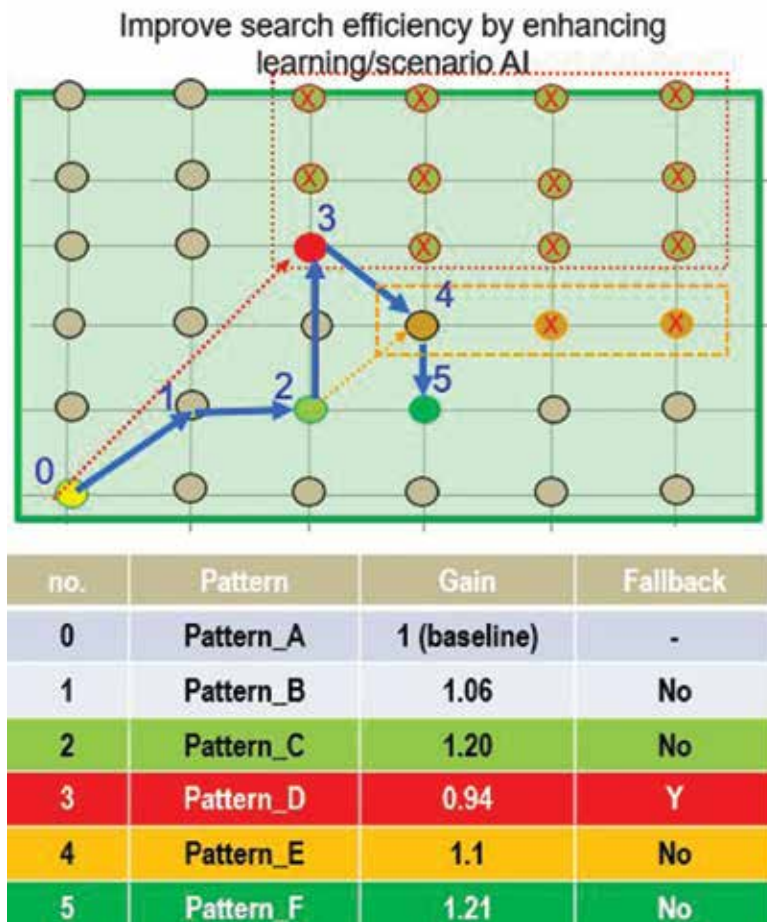 Improve search efficiency by enhancing
learning/scenario AI
X X X X
X X X X
3 X X X
4 X X
1 2 5
0
no. Pattern Gain Fallback
0 Pattern_A 1 (baseline) -
1 Pattern_B 1.06 No
2 Pattern_C 1.20 No
3 Pattern_D 0.94 Y
4 Pattern_E 1.1 No
5 Pattern_F 1.21 No